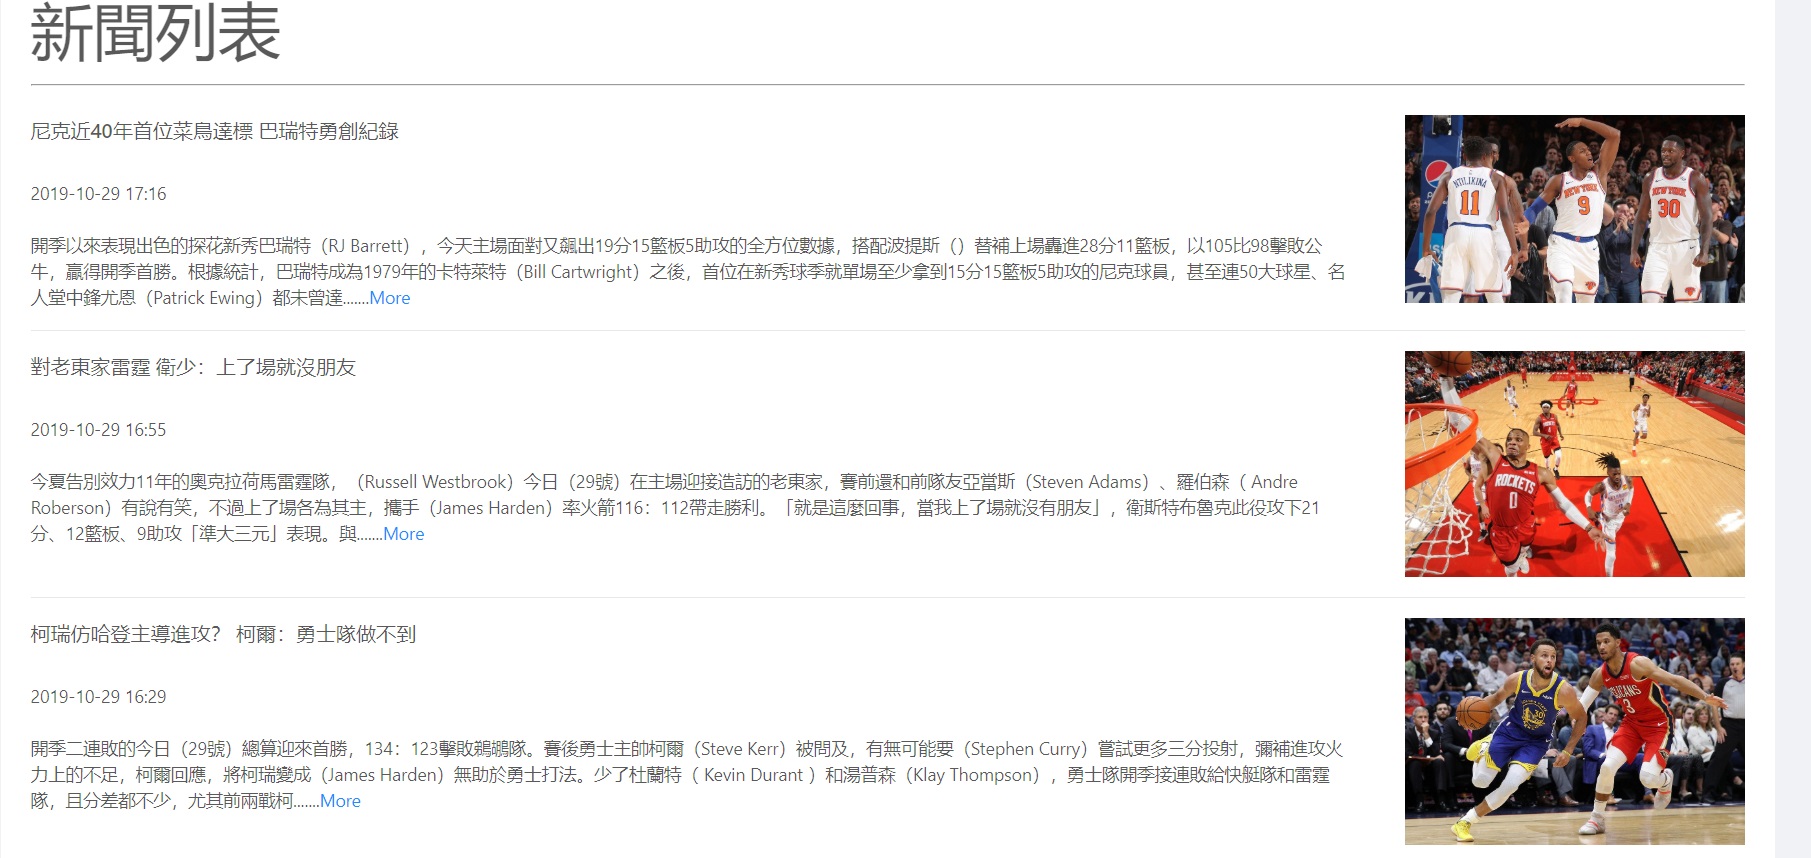 新聞列表
尼克近40年首位菜鳥達標 巴瑞特勇創紀錄
2019-10-29 17:16
開季以來表現出色的探花新秀巴瑞特（RJ Barrett），今天主場面對又飆出19分15籃板5助攻的全方位數據，搭配波提斯（）替補上場轟進28分11籃板，以105比98擊敗公
牛，贏得開季首勝。根據統計，巴瑞特成為1979年的卡特萊特（Bill Cartwright）之後，首位在新秀球季就單場至少拿到15分15籃板5助攻的尼克球員，甚至連50大球星、名
人堂中鋒尤恩（Patrick Ewing）都未曾達.......More
NTILIKINA
11
NEW YORK
9
NEW YORK
30
對老東家雷霆 衛少：上了場就沒朋友
2019-10-29 16:55
今夏告別效力11年的奧克拉荷馬雷霆隊，（Russell Westbrook）今日（29號）在主場迎接造訪的老東家，賽前還和前隊友亞當斯（Steven Adams）、羅伯森（ Andre
Roberson）有說有笑，不過上了場各為其主，攜手（James Harden）率火箭116：112帶走勝利。「就是這麼回事，當我上了場就沒有朋友」，衛斯特布魯克此役攻下21
分、12籃板、9助攻「準大三元」表現。與.......More
ROCKETS
0
柯瑞仿哈登主導進攻？ 柯爾：勇士隊做不到
2019-10-29 16:29
開季二連敗的今日（29號）總算迎來首勝，134：123擊敗鵜鶘隊。賽後勇士主帥柯爾（Steve Kerr）被問及，有無可能要（Stephen Curry）嘗試更多三分投射，彌補進攻火
力上的不足，柯爾回應，將柯瑞變成（James Harden）無助於勇士打法。少了杜蘭特（ Kevin Durant ）和湯普森（Klay Thompson），勇士隊開季接連敗給快艇隊和雷霆
隊，且分差都不少，尤其前兩戰柯.......More
30
PELICANS
3